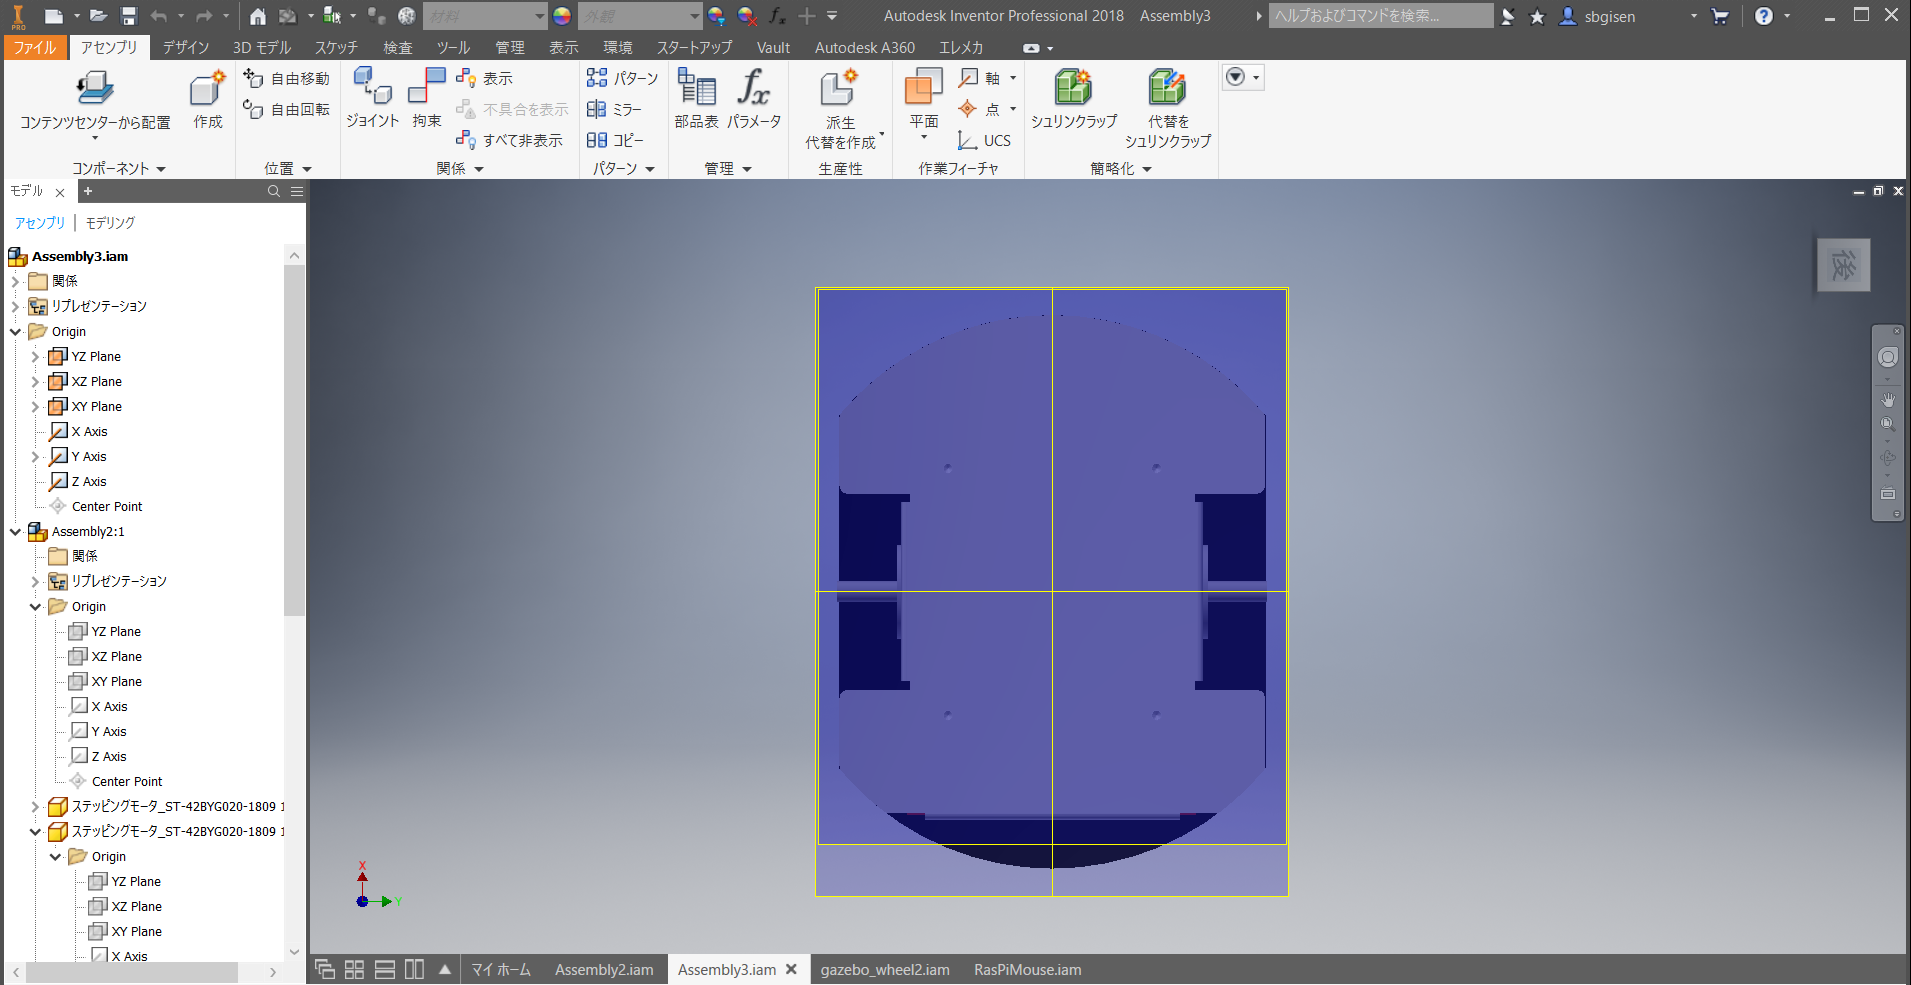 PRO
材料
外観
Autodesk Inventor Professional 2018 Assembly3
ヘルプおよびコマンドを検索...
sbgisen
ファイル アセンブリ デザイン 3D モデル スケッチ 検査 ツール 管理 表示 環境 スタートアップ Vault Autodesk A360 エレメカ
コンテンツセンターから配置
作成
コンポーネント
自由移動
自由回転
位置
ジョイント
拘束
表示
不具合を表示
すべて非表示
関係
パターン
ミラー
コピー
パターン
部品表
パラメータ
管理
派生
代替を作成
生産性
平面
軸
点
UCS
作業フィーチャ
シュリンクラップ
代替を
シュリンクラップ
簡略化
モデル
アセンブリ | モデリング
Assembly3.iam
関係
リプレゼンテーション
Origin
YZ Plane
XZ Plane
XY Plane
X Axis
Y Axis
Z Axis
Center Point
Assembly2:1
関係
リプレゼンテーション
Origin
YZ Plane
XZ Plane
XY Plane
X Axis
Y Axis
Z Axis
Center Point
ステッピングモータ_ST-42BYG020-1809 1
ステッピングモータ_ST-42BYG020-1809 1
Origin
YZ Plane
XZ Plane
XY Plane
X Axis
後
X
Y
マイ ホーム Assembly2.iam Assembly3.iam gazebo_wheel2.iam RasPiMouse.iam